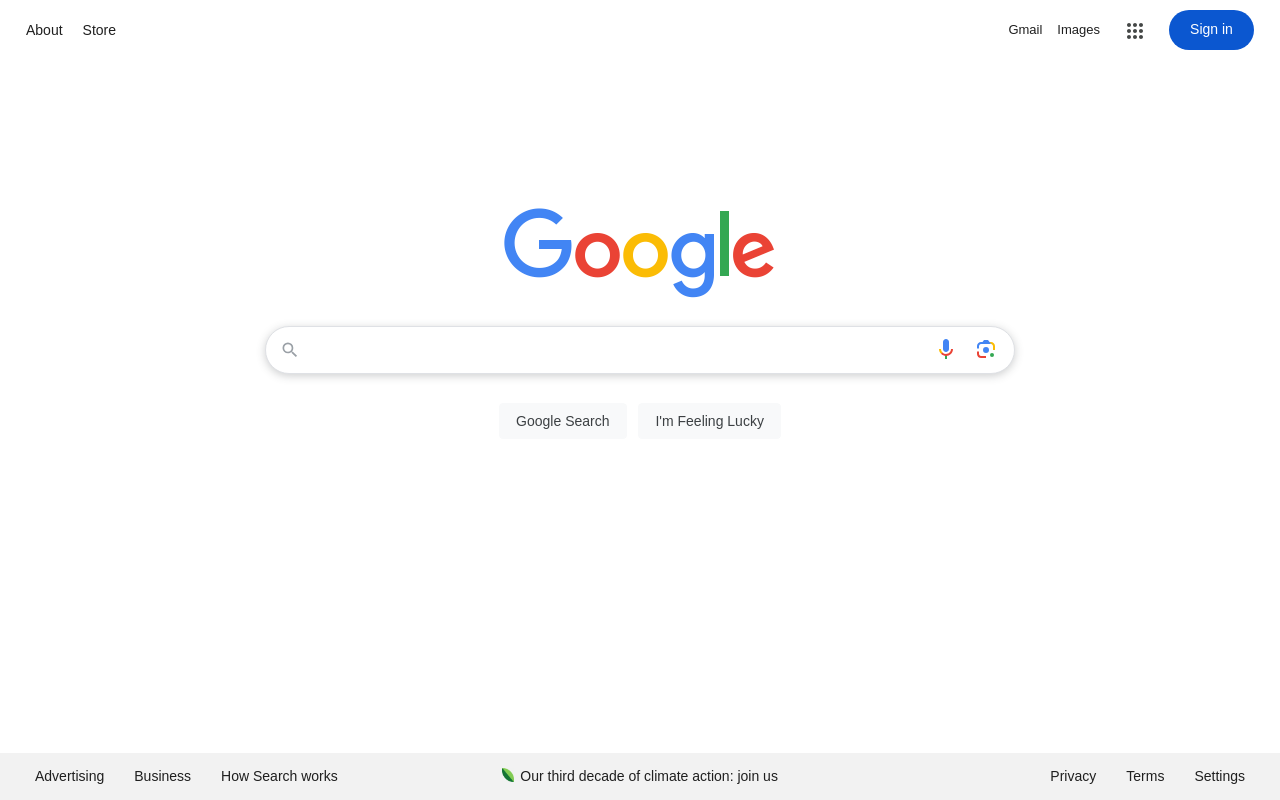 About Store
Gmail Images Sign in
Google
Google Search I'm Feeling Lucky
Advertising Business How Search works
Our third decade of climate action: join us
Privacy Terms Settings